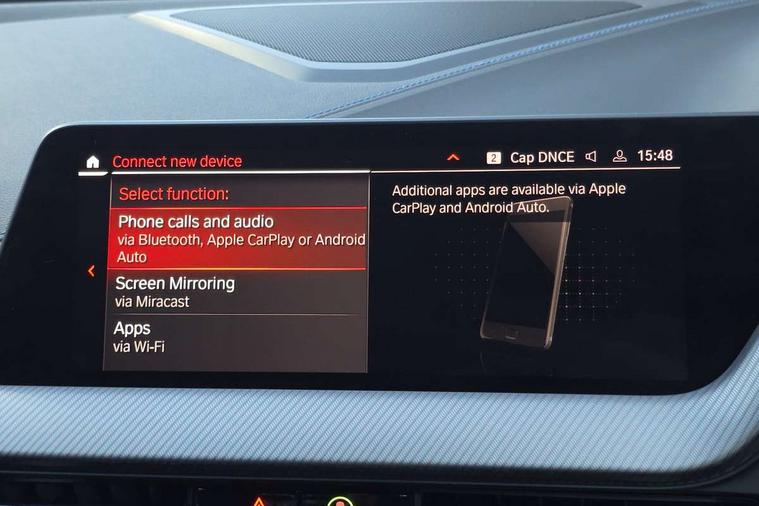 Connect new device
2 Cap DNCE 15:48
Select function:
Phone calls and audio
via Bluetooth, Apple CarPlay or Android
Auto
Screen Mirroring
via Miracast
Apps
via Wi-Fi
Additional apps are available via Apple
CarPlay and Android Auto.